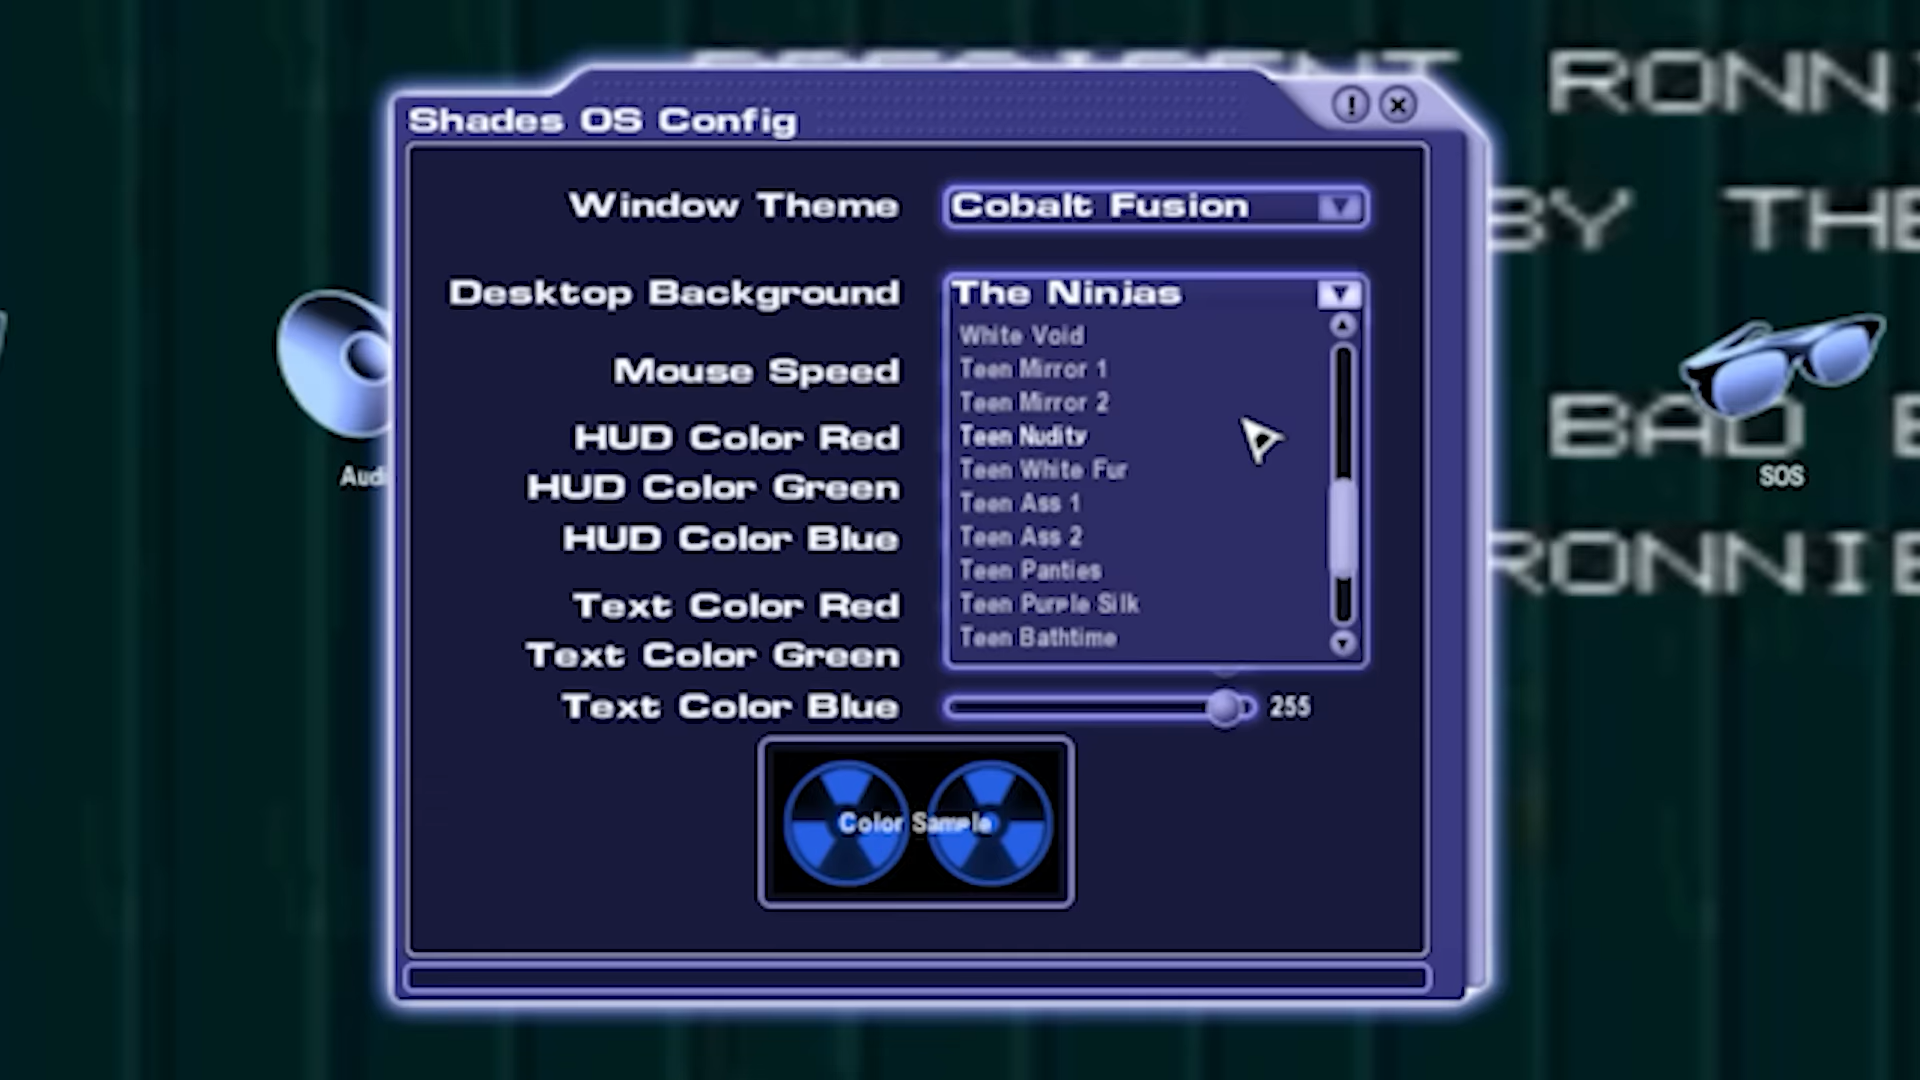 RONNI
Shades OS Config
! X
Window Theme Cobalt Fusion
BY THE
Desktop Background The Ninjas
White Void
Mouse Speed Teen Mirror 1
Teen Mirror 2
HUD Color Red Teen Nudity
BAD
Teen White Fur
SOS
HUD Color Green Teen Ass 1
HUD Color Blue Teen Ass 2
RONNIE
Teen Panties
Text Color Red Teen Purple Silk
Text Color Green Teen Bathtime
Text Color Blue 255
Color Sample